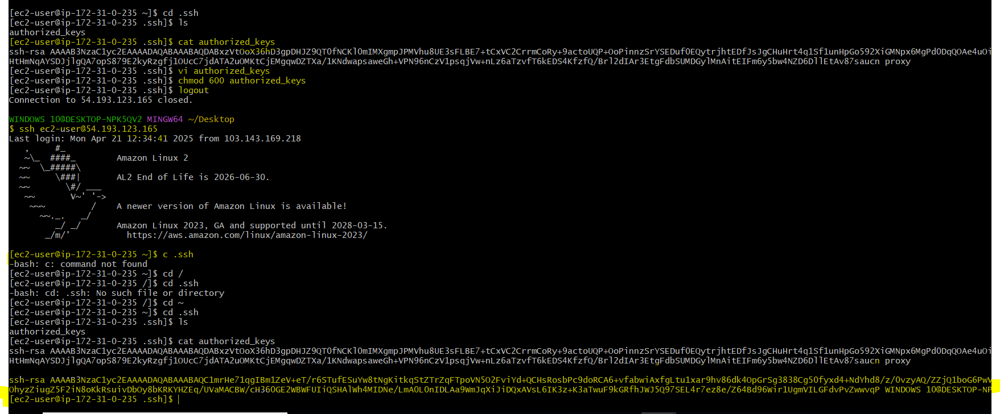 [ec2-user@ip-172-31-0-235 ~]$ cd .ssh
[ec2-user@ip-172-31-0-235 .ssh]$ ls
authorized_keys
[ec2-user@ip-172-31-0-235 .ssh]$ cat authorized_keys
ssh-rsa AAAAB3NzaC1yc2EAAAADAQABAAABAQDABxzVtOoX36hD3gpDHJZ9QT0fNCKl0mIMXgmpJPMVhu8UE3sFLBE7+tCxVC2CrrmCoRy+9actoUQP+OoPinnzSrYSEDuf0EQytrjhtEDfJsJgCHuHrt4q1Sf1unHpGo592XiGMNpx6MgPd0DqQOAe4uOi
HtHmNqAYSDJjlgQA7opS879E2kyRzgfj1OUcC7jdATA2uOMKtCjEMgqwDZTXa/1KNdwapsaweGh+VPN96nCzV1psqjVw+nLz6aTzvfT6kEDS4KfzfQ/Brl2dIAr3EtgFdbSUMDGylMnAitEIFm6y5bw4NZD6DllEtAv87saucn proxy
[ec2-user@ip-172-31-0-235 .ssh]$ vi authorized_keys
[ec2-user@ip-172-31-0-235 .ssh]$ chmod 600 authorized_keys
[ec2-user@ip-172-31-0-235 .ssh]$ logout
Connection to 54.193.123.165 closed.
WINDOWS 10@DESKTOP-NPK5QV2 MINGW64 ~/Desktop
$ ssh ec2-user@54.193.123.165
Last login: Mon Apr 21 12:34:41 2025 from 103.143.169.218
   ,     #_
   ~\_  ####_        Amazon Linux 2
  ~~  \_#####\
  ~~     \###|       AL2 End of Life is 2026-06-30.
  ~~       \#/ ___
   ~~       V~' '->
    ~~~         /    A newer version of Amazon Linux is available!
      ~~._.   _/
         _/ _/       Amazon Linux 2023, GA and supported until 2028-03-15.
       _/m/'           https://aws.amazon.com/linux/amazon-linux-2023/
[ec2-user@ip-172-31-0-235 ~]$ c .ssh
-bash: c: command not found
[ec2-user@ip-172-31-0-235 ~]$ cd /
[ec2-user@ip-172-31-0-235 /]$ cd .ssh
-bash: cd: .ssh: No such file or directory
[ec2-user@ip-172-31-0-235 /]$ cd ~
[ec2-user@ip-172-31-0-235 ~]$ cd .ssh
[ec2-user@ip-172-31-0-235 .ssh]$ ls
authorized_keys
[ec2-user@ip-172-31-0-235 .ssh]$ cat authorized_keys
ssh-rsa AAAAB3NzaC1yc2EAAAADAQABAAABAQDABxzVtOoX36hD3gpDHJZ9QT0fNCKl0mIMXgmpJPMVhu8UE3sFLBE7+tCxVC2CrrmCoRy+9actoUQP+OoPinnzSrYSEDuf0EQytrjhtEDfJsJgCHuHrt4q1Sf1unHpGo592XiGMNpx6MgPd0DqQOAe4uOi
HtHmNqAYSDJjlgQA7opS879E2kyRzgfj1OUcC7jdATA2uOMKtCjEMgqwDZTXa/1KNdwapsaweGh+VPN96nCzV1psqjVw+nLz6aTzvfT6kEDS4KfzfQ/Brl2dIAr3EtgFdbSUMDGylMnAitEIFm6y5bw4NZD6DllEtAv87saucn proxy
ssh-rsa AAAAB3NzaC1yc2EAAAADAQABAAABAQC1mrHe71qgIBm1ZeV+eT/r6STufESuYw8tNgKitkqStZTrZqFTpoVN5O2FviYd+QCHsRosbPc9doRCA6+vfabwiAxfgLtu1xar9hv86dk4OpGrSg3838Cg50fyxd4+NdYhd8/z/0vzyAQ/ZZjQ1boG6PwV
OhyzZiugZ5F2iN8oKkRsuivDbOy8bKRKYHZEq/UVaMACBW/cH36OGE2WBWFUIiQSHAlWh4MIDNe/LmA0L0nIDLAa9WmJqXiJiDQxAVsL6IK3z+K3aTwuF9kGRfhJWJ5Q97SEL4r7ez8e/Z64Bd96Wir1UgmVILGFdvPvZwwvqP WINDOWS 10@DESKTOP-NP
[ec2-user@ip-172-31-0-235 .ssh]$